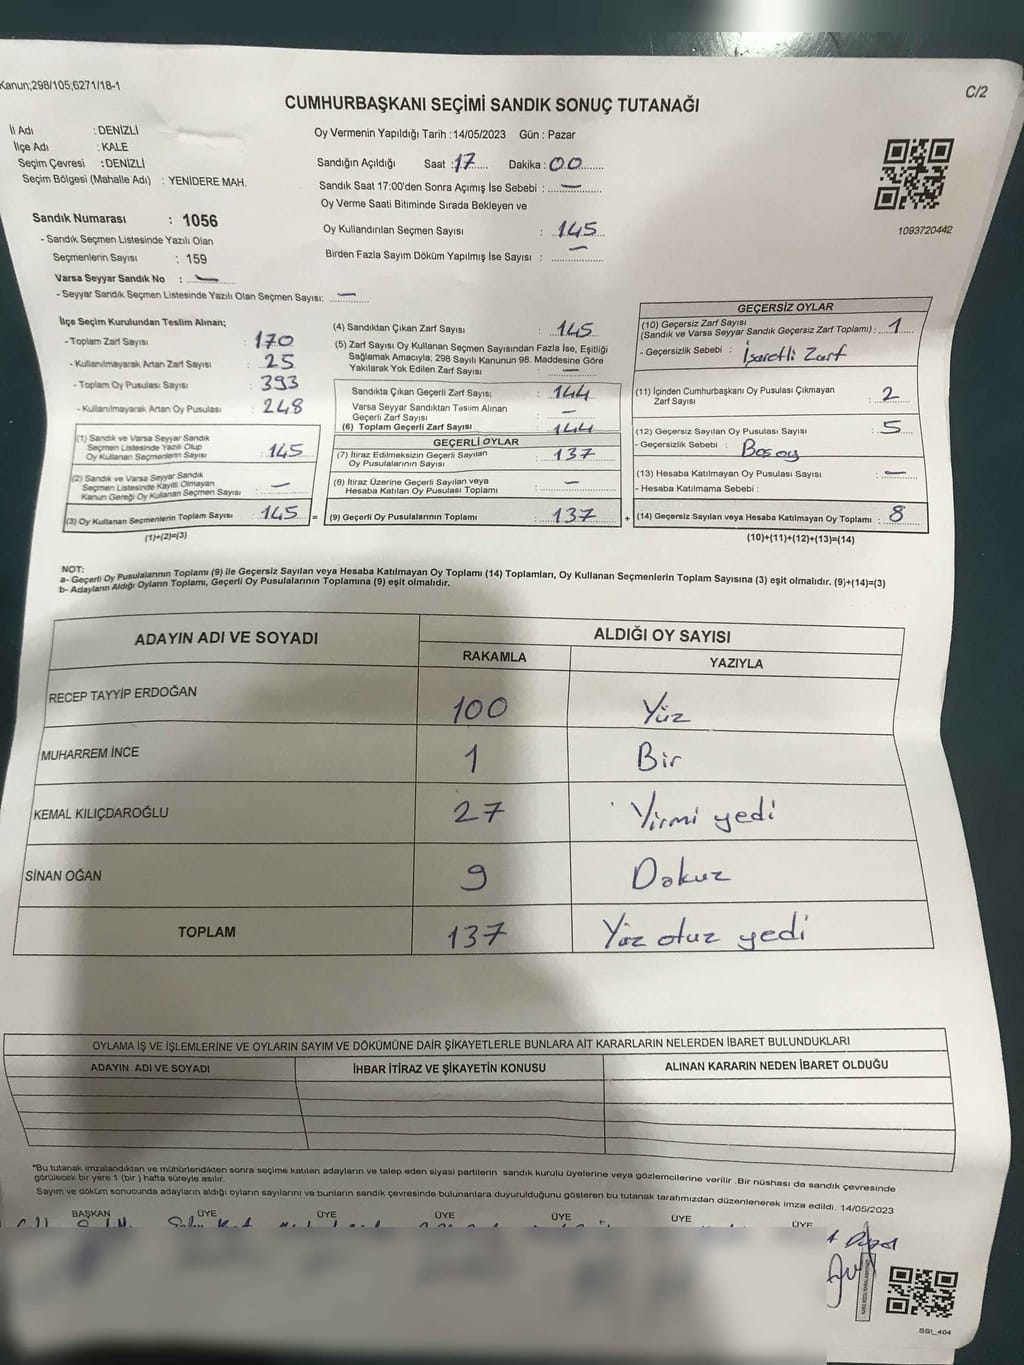 Kanun;298/105;6271/18-1
C/2
CUMHURBAŞKANI SEÇİMİ SANDIK SONUÇ TUTANAĞI
İl Adı : DENİZLİ
İlçe Adı : KALE
Seçim Çevresi : DENİZLİ
Seçim Bölgesi (Mahalle Adı) : YENİDERE MAH.
Oy Vermenin Yapıldığı Tarih :14/05/2023 Gün : Pazar
Sandığın Açıldığı Saat : 17 Dakika : 00
Sandık Saat 17:00'den Sonra Açımış İse Sebebi : —
Oy Verme Saati Bitiminde Sırada Bekleyen ve
Oy Kullandırılan Seçmen Sayısı : 145
Birden Fazla Sayım Döküm Yapılmış İse Sayısı : —
1093720442
Sandık Numarası : 1056
- Sandık Seçmen Listesinde Yazılı Olan
Seçmenlerin Sayısı : 159
Varsa Seyyar Sandık No : —
- Seyyar Sandık Seçmen Listesinde Yazılı Olan Seçmen Sayısı: —
İlçe Seçim Kurulundan Teslim Alınan;
- Toplam Zarf Sayısı : 170
- Kullanılmayarak Artan Zarf Sayısı : 25
- Toplam Oy Pusulası Sayısı : 393
- Kullanılmayarak Artan Oy Pusulası : 248
(1) Sandık ve Varsa Seyyar Sandık
Seçmen Listesinde Yazılı Olup
Oy Kullanan Seçmenlerin Sayısı : 145
(2) Sandık ve Varsa Seyyar Sandık
Seçmen Listesinde Kayıtlı Olmayan
Kanun Gereği Oy Kullanan Seçmen Sayısı : —
(3) Oy Kullanan Seçmenlerin Toplam Sayısı : 145 =
(1)+(2)=(3)
(4) Sandıktan Çıkan Zarf Sayısı : 145
(5) Zarf Sayısı Oy Kullanan Seçmen Sayısından Fazla İse, Eşitliği
Sağlamak Amacıyla; 298 Sayılı Kanunun 98. Maddesine Göre
Yakılarak Yok Edilen Zarf Sayısı : —
Sandıkta Çıkan Geçerli Zarf Sayısı; : 144
Varsa Seyyar Sandıktan Teslim Alınan
Geçerli Zarf Sayısı : —
(6) Toplam Geçerli Zarf Sayısı : 144
GEÇERLİ OYLAR
(7) İtiraz Edilmeksizin Geçerli Sayılan
Oy Pusulalarının Sayısı : 137
(8) İtiraz Üzerine Geçerli Sayılan veya
Hesaba Katılan Oy Pusulası Toplamı : —
(9) Geçerli Oy Pusulalarının Toplamı : 137 +
GEÇERSİZ OYLAR
(10) Geçersiz Zarf Sayısı
(Sandık ve Varsa Seyyar Sandık Geçersiz Zarf Toplamı) : 1
- Geçersizlik Sebebi : İşaretli Zarf
(11) İçinden Cumhurbaşkanı Oy Pusulası Çıkmayan
Zarf Sayısı : 2
(12) Geçersiz Sayılan Oy Pusulası Sayısı : 5
- Geçersizlik Sebebi : Boş oy
(13) Hesaba Katılmayan Oy Pusulası Sayısı : —
- Hesaba Katılmama Sebebi :
(14) Geçersiz Sayılan veya Hesaba Katılmayan Oy Toplamı : 8
(10)+(11)+(12)+(13)=(14)
NOT:
a- Geçerli Oy Pusulalarının Toplamı (9) ile Geçersiz Sayılan veya Hesaba Katılmayan Oy Toplamı (14) Toplamları, Oy Kullanan Seçmenlerin Toplam Sayısına (3) eşit olmalıdır. (9)+(14)=(3)
b- Adayların Aldığı Oyların Toplamı, Geçerli Oy Pusulalarının Toplamına (9) eşit olmalıdır.
ADAYIN ADI VE SOYADI
ALDIĞI OY SAYISI
RAKAMLA YAZIYLA
RECEP TAYYİP ERDOĞAN 100 Yüz
MUHARREM İNCE 1 Bir
KEMAL KILIÇDAROĞLU 27 Yirmi yedi
SİNAN OĞAN 9 Dokuz
TOPLAM 137 Yüz otuz yedi
OYLAMA İŞ VE İŞLEMLERİNE VE OYLARIN SAYIM VE DÖKÜMÜNE DAİR ŞİKAYETLERLE BUNLARA AİT KARARLARIN NELERDEN İBARET BULUNDUKLARI
ADAYIN ADI VE SOYADI İHBAR İTİRAZ VE ŞİKAYETİN KONUSU ALINAN KARARIN NEDEN İBARET OLDUĞU
*Bu tutanak imzalandıktan ve mühürlendikten sonra seçime katılan adayların ve talep eden siyasi partilerin sandık kurulu üyelerine veya gözlemcilerine verilir .Bir nüshası da sandık çevresinde
görülecek bir yere 1 (bir ) hafta süreyle asılır.
Sayım ve döküm sonucunda adayların aldığı oyların sayılarını ve bunların sandık çevresinde bulunanlara duyurulduğunu gösteren bu tutanak tarafımızdan düzenlenerek imza edildi. 14/05/2023
BAŞKAN ÜYE ÜYE ÜYE ÜYE ÜYE ÜYE
SSI_404